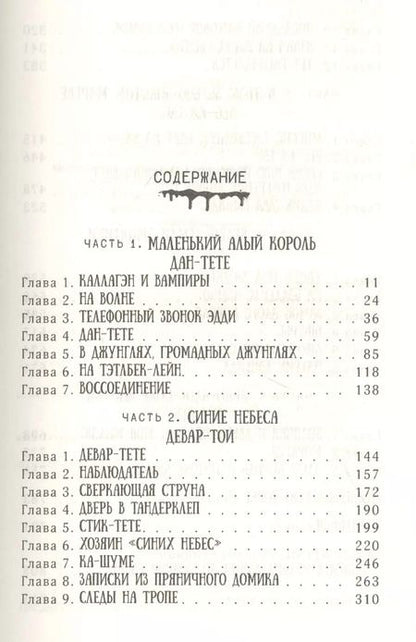 СОДЕРЖАНИЕ
ЧАСТЬ 1. МАЛЕНЬКИЙ АЛЫЙ КОРОЛЬ
ДАН-ТЕТЕ
Глава 1. КАЛЛАГЭН И ВАМПИРЫ . . . . . . . . . . . 11
Глава 2. НА ВОЛНЕ . . . . . . . . . . . 24
Глава 3. ТЕЛЕФОННЫЙ ЗВОНОК ЭДДИ . . . . . . . . . . . 36
Глава 4. ДАН-ТЕТЕ . . . . . . . . . . . 59
Глава 5. В ДЖУНГЛЯХ, ГРОМАДНЫХ ДЖУНГЛЯХ . . . . . . 85
Глава 6. НА ТЭТЛБЕК-ЛЕЙН . . . . . . . . . . . 118
Глава 7. ВОССОЕДИНЕНИЕ . . . . . . . . . . . 138
ЧАСТЬ 2. СИНИЕ НЕБЕСА
ДЕВАР-ТОИ
Глава 1. ДЕВАР-ТЕТЕ . . . . . . . . . . . 144
Глава 2. НАБЛЮДАТЕЛЬ . . . . . . . . . . . 157
Глава 3. СВЕРКАЮЩАЯ СТРУНА . . . . . . . . . . . 172
Глава 4. ДВЕРЬ В ТАНДЕРКЛЕП . . . . . . . . . . . 190
Глава 5. СТИК-ТЕТЕ . . . . . . . . . . . 199
Глава 6. ХОЗЯИН «СИНИХ НЕБЕС» . . . . . . . . . . . 220
Глава 7. КА-ШУМЕ . . . . . . . . . . . 246
Глава 8. ЗАПИСКИ ИЗ ПРЯНИЧНОГО ДОМИКА . . . . . . . 263
Глава 9. СЛЕДЫ НА ТРОПЕ . . . . . . . . . . . 310